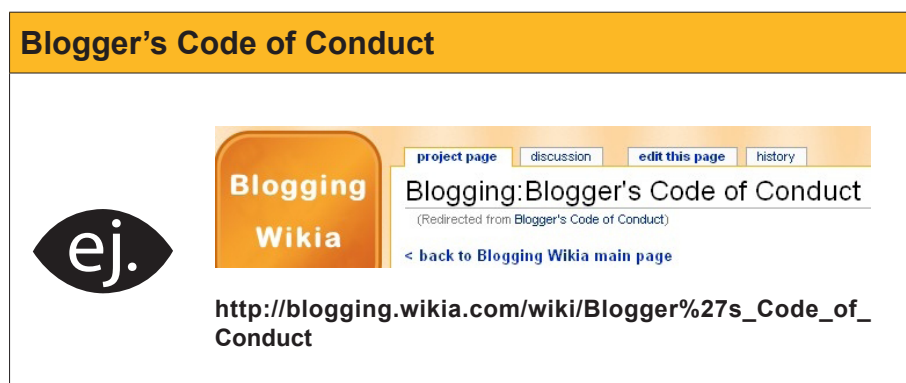 Blogger’s Code of Conduct
project page discussion edit this page history
Blogging
Wikia
Blogging:Blogger's Code of Conduct
(Redirected from Blogger's Code of Conduct)
< back to Blogging Wikia main page
ej.
http://blogging.wikia.com/wiki/Blogger%27s_Code_of_
Conduct